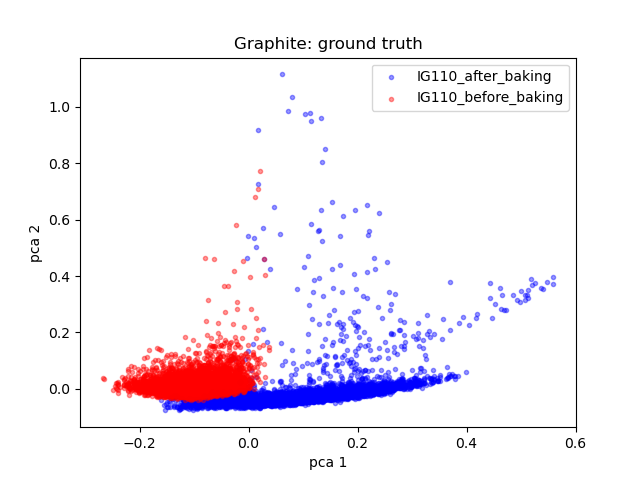 Graphite: ground truth
IG110_after_baking
IG110_before_baking
pca 2
1.0
0.8
0.6
0.4
0.2
0.0
−0.2
0.0
0.2
0.4
0.6
pca 1